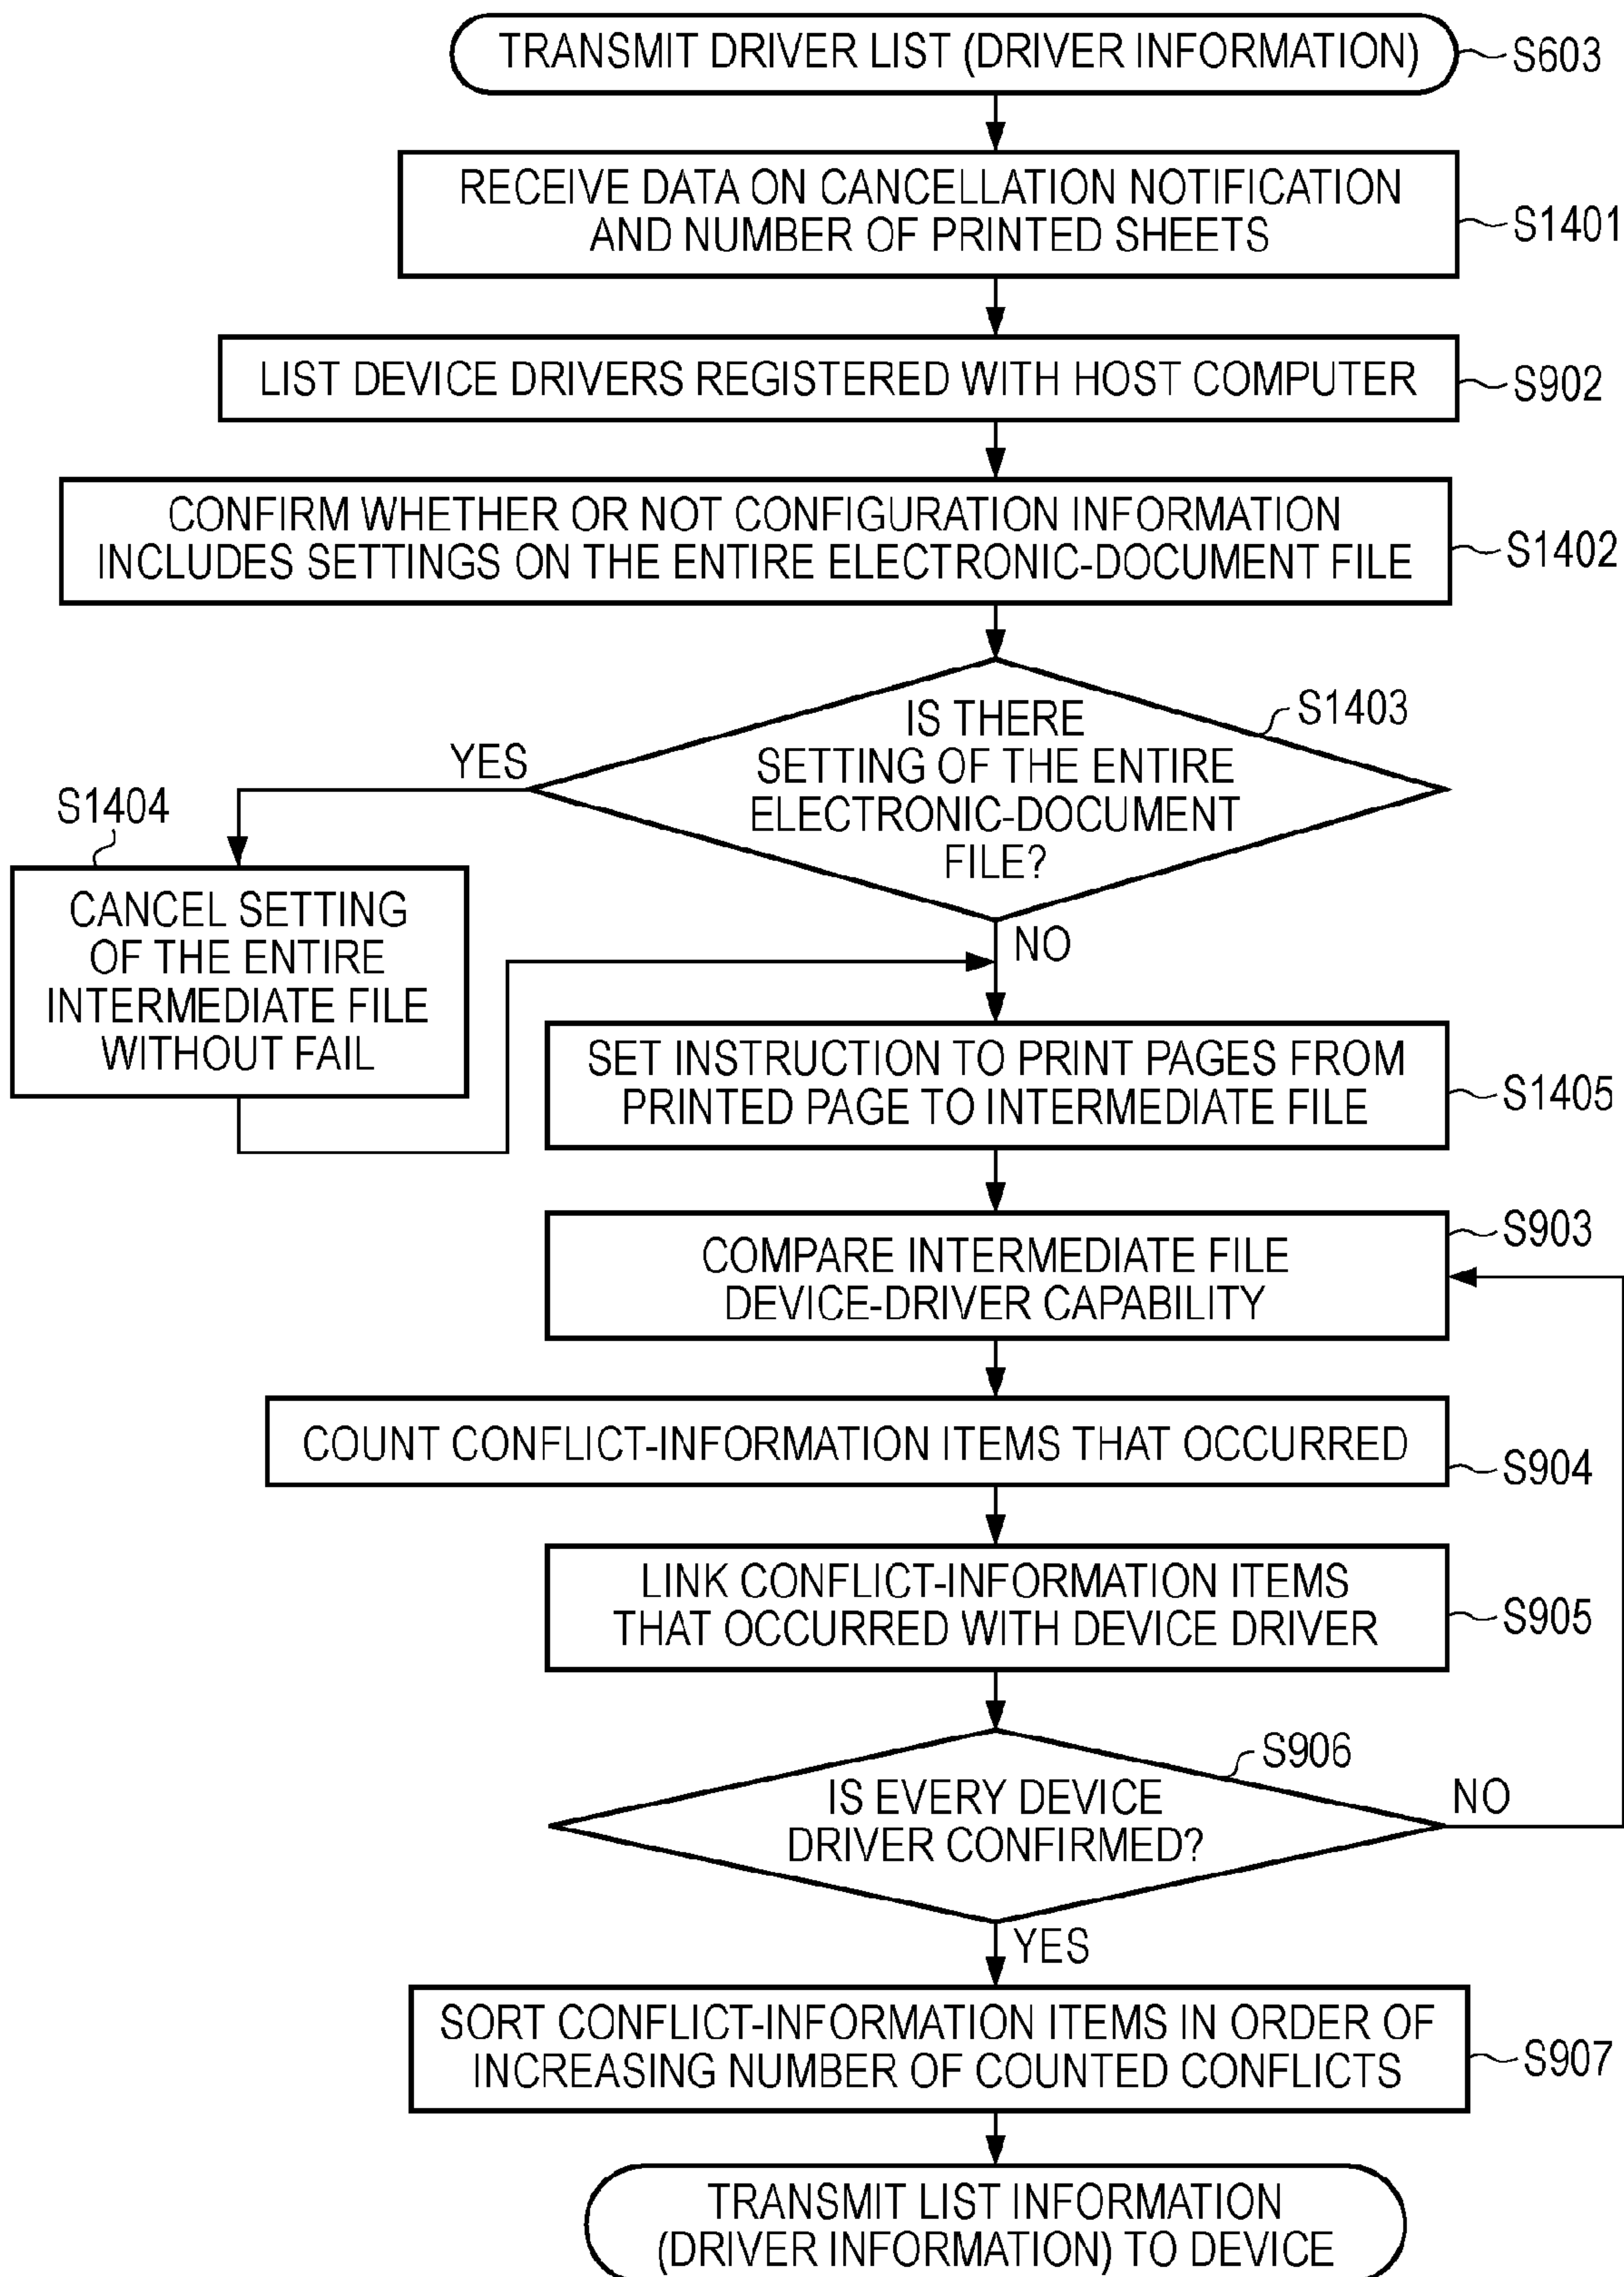 TRANSMIT DRIVER LIST (DRIVER INFORMATION)
S603
RECEIVE DATA ON CANCELLATION NOTIFICATION
AND NUMBER OF PRINTED SHEETS
S1401
LIST DEVICE DRIVERS REGISTERED WITH HOST COMPUTER
S902
CONFIRM WHETHER OR NOT CONFIGURATION INFORMATION
INCLUDES SETTINGS ON THE ENTIRE ELECTRONIC-DOCUMENT FILE
S1402
IS THERE
SETTING OF THE ENTIRE
ELECTRONIC-DOCUMENT
FILE?
S1403
YES
S1404
CANCEL SETTING
OF THE ENTIRE
INTERMEDIATE FILE
WITHOUT FAIL
NO
SET INSTRUCTION TO PRINT PAGES FROM
PRINTED PAGE TO INTERMEDIATE FILE
S1405
COMPARE INTERMEDIATE FILE
DEVICE-DRIVER CAPABILITY
S903
COUNT CONFLICT-INFORMATION ITEMS THAT OCCURRED
S904
LINK CONFLICT-INFORMATION ITEMS
THAT OCCURRED WITH DEVICE DRIVER
S905
IS EVERY DEVICE
DRIVER CONFIRMED?
S906
NO
YES
SORT CONFLICT-INFORMATION ITEMS IN ORDER OF
INCREASING NUMBER OF COUNTED CONFLICTS
S907
TRANSMIT LIST INFORMATION
(DRIVER INFORMATION) TO DEVICE